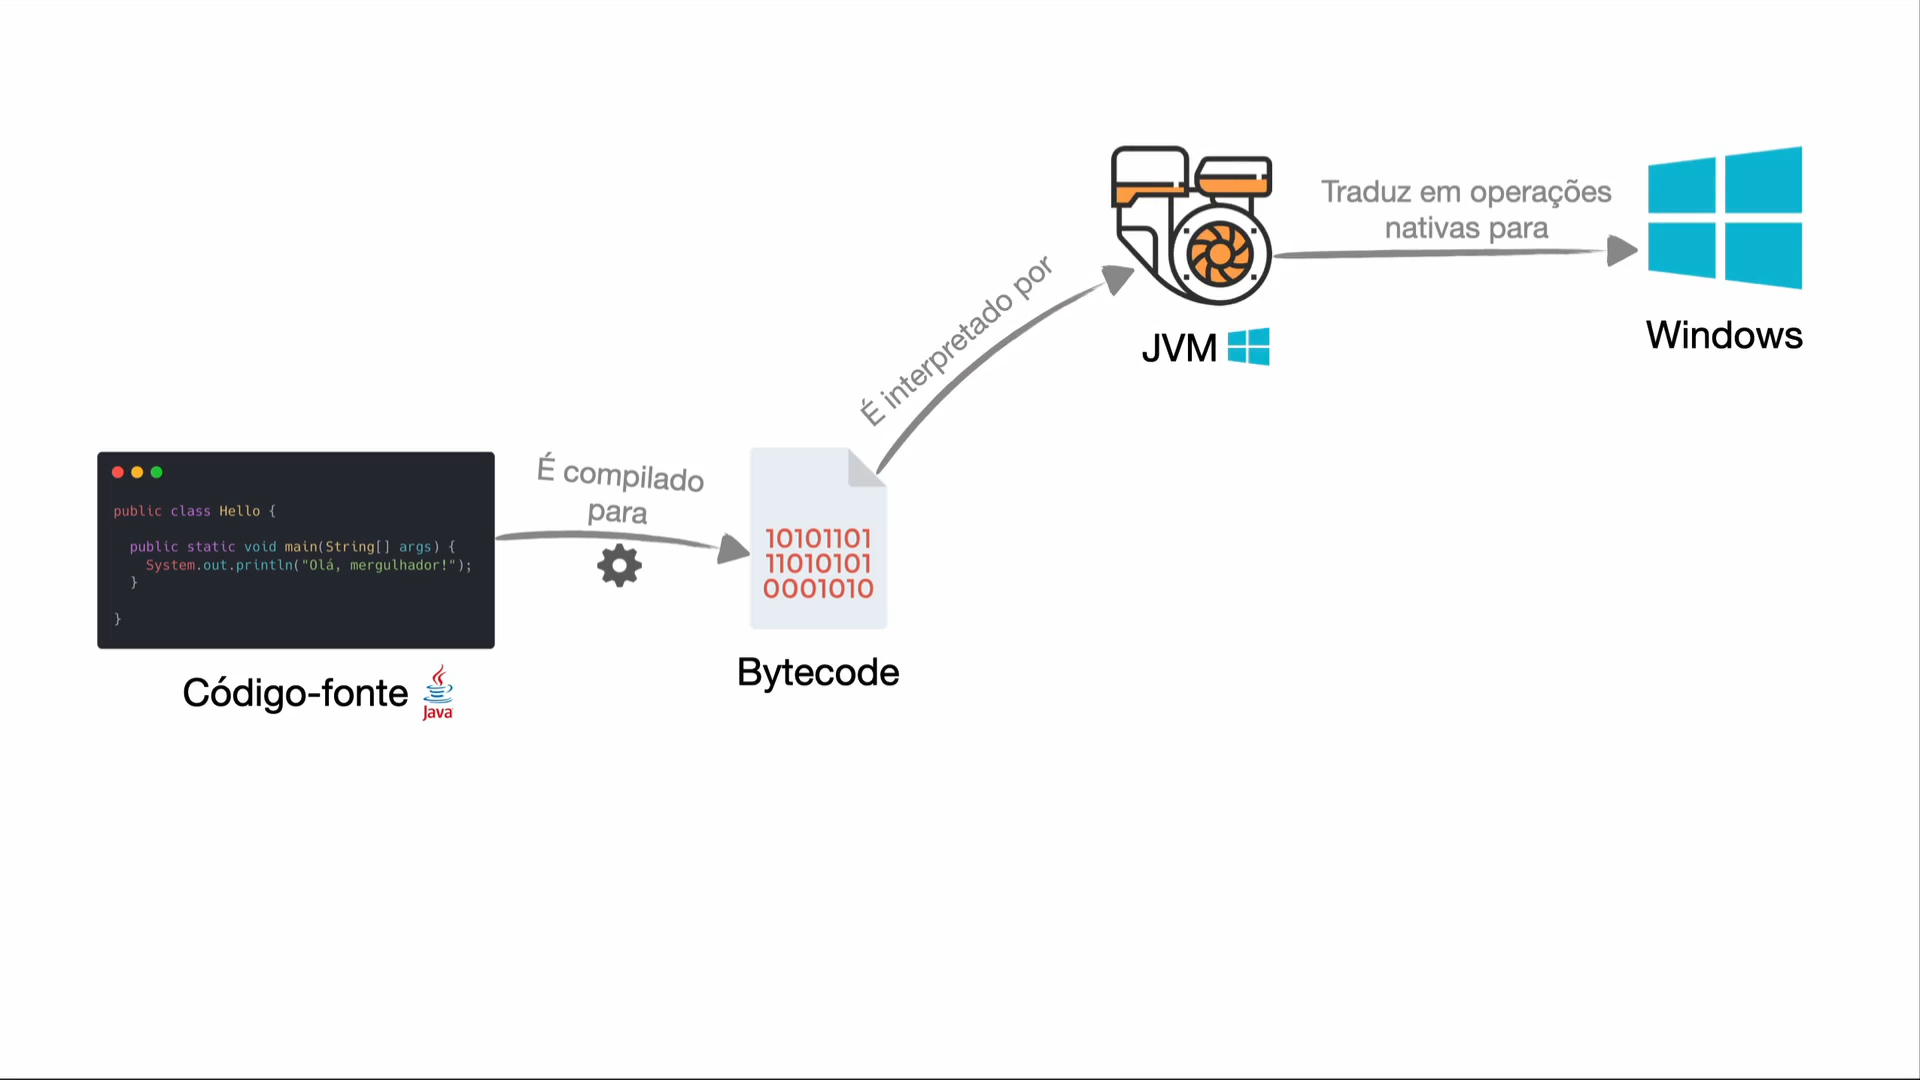 public class Hello {
public static void main(String[] args) {
System.out.println("Olá, mergulhador!");
}
}
Código-fonte
Java
É compilado
para
10101101
11010101
0001010
Bytecode
É interpretado por
JVM
Traduz em operações
nativas para
Windows